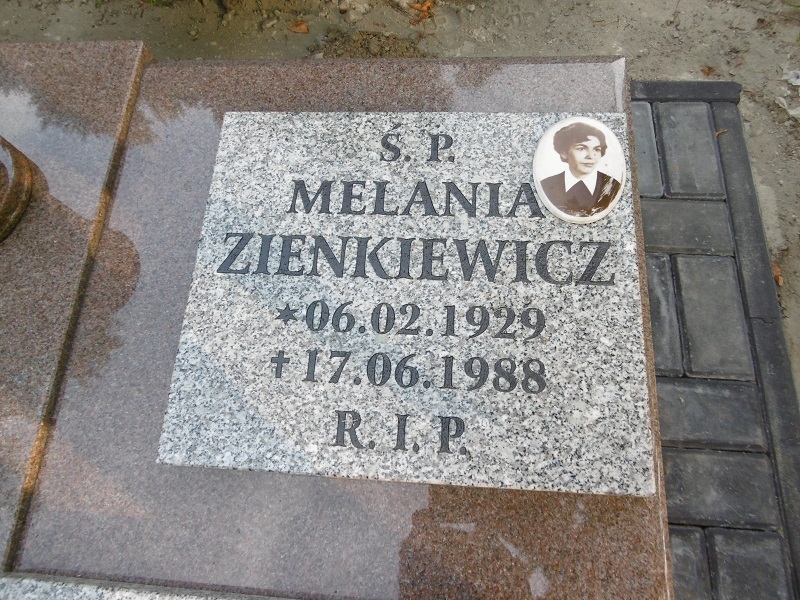 Ś. P.
MELANIA
ZIENKIEWICZ
*06.02.1929
†17.06.1988
R. I. P.